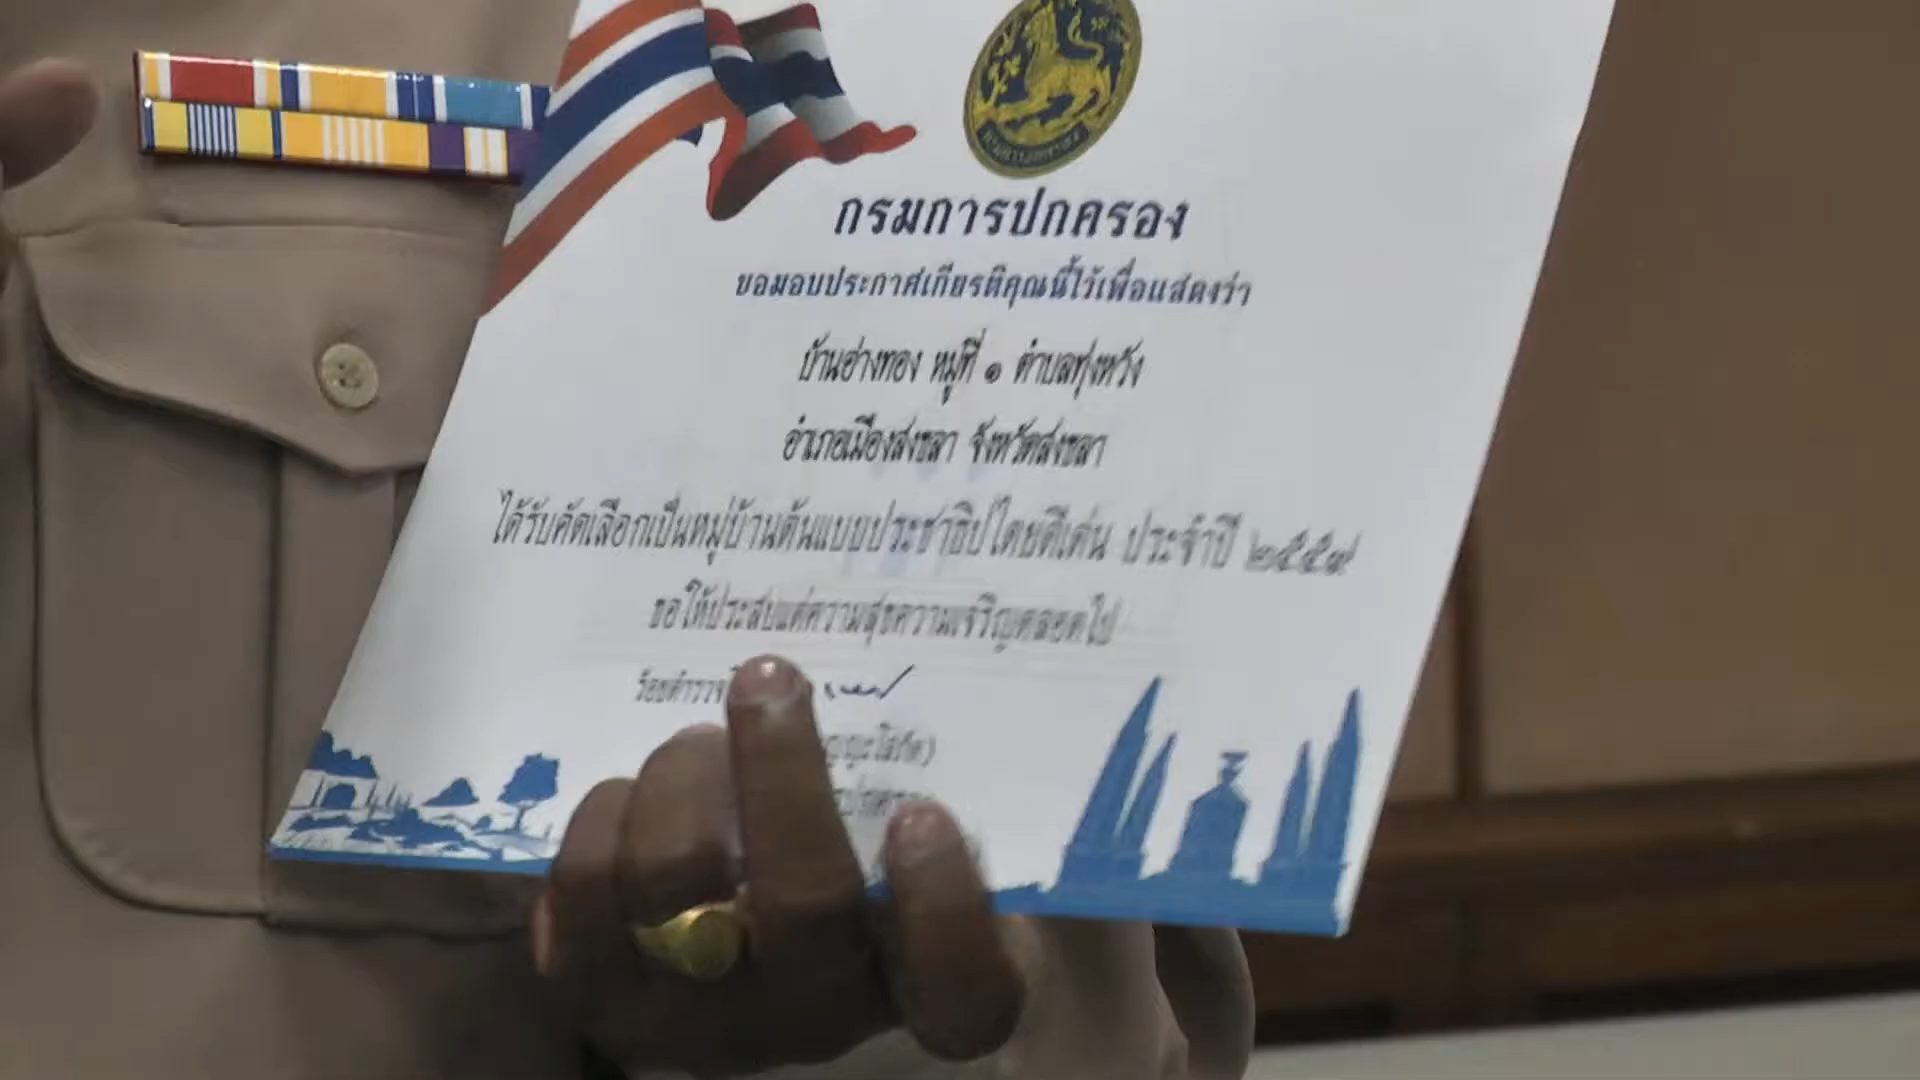 กรมการปกครอง
ขอมอบประกาศเกียรติคุณนี้ไว้เพื่อแสดงว่า
บ้านอ่างทอง หมู่ที่ ๑ ตำบลทุ่งหวัง
อำเภอเมืองสงขลา จังหวัดสงขลา
ได้รับคัดเลือกเป็นหมู่บ้านต้นแบบประชาธิปไตยดีเด่น ประจำปี ๒๕๕๙
ขอให้ประสบแต่ความสุขความเจริญตลอดไป
ร้อยตำรวจ